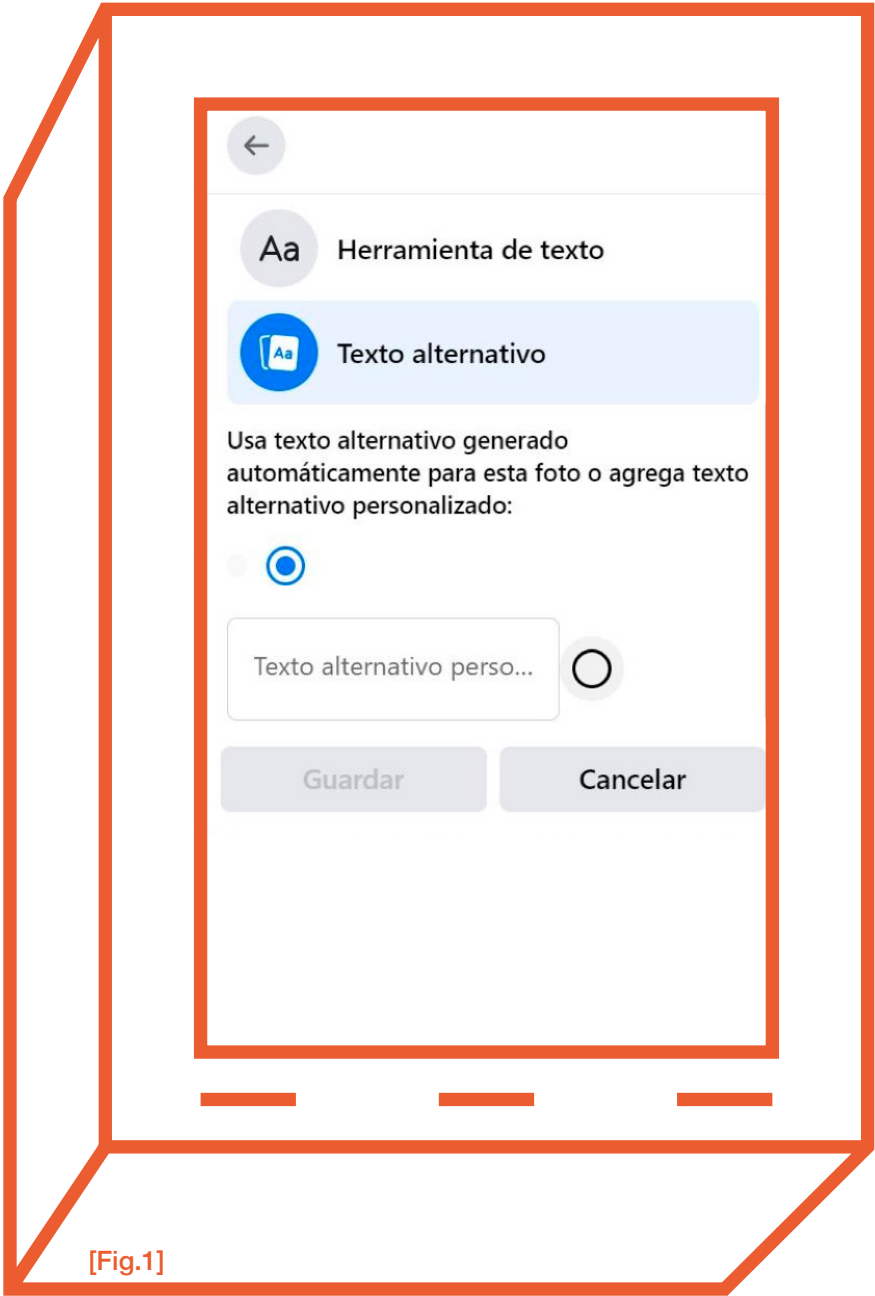 Aa Herramienta de texto
Aa Texto alternativo
Usa texto alternativo generado
automáticamente para esta foto o agrega texto
alternativo personalizado:
Texto alternativo perso...
Guardar Cancelar
[Fig.1]